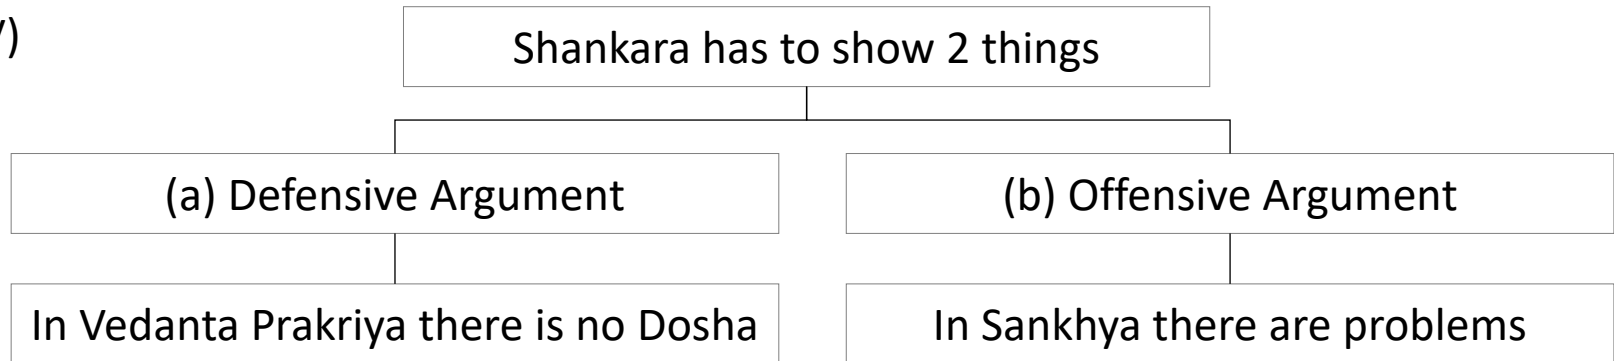 Shankara has to show 2 things
(a) Defensive Argument
(b) Offensive Argument
In Vedanta Prakriya there is no Dosha
In Sankhya there are problems